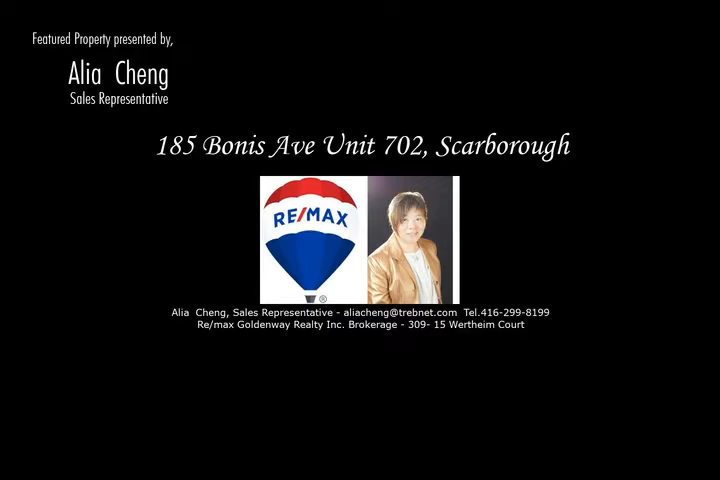 Featured Property presented by,
Alia Cheng
Sales Representative
185 Bonis Ave Unit 702, Scarborough
RE/MAX
®
Alia Cheng, Sales Representative - aliacheng@trebnet.com Tel.416-299-8199
Re/max Goldenway Realty Inc. Brokerage - 309- 15 Wertheim Court